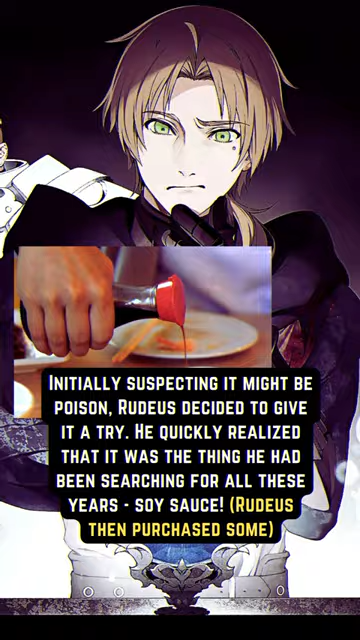 Initially suspecting it might be
poison, Rudeus decided to give
it a try. He quickly realized
that it was the thing he had
been searching for all these
years - soy sauce! (Rudeus
then purchased some)